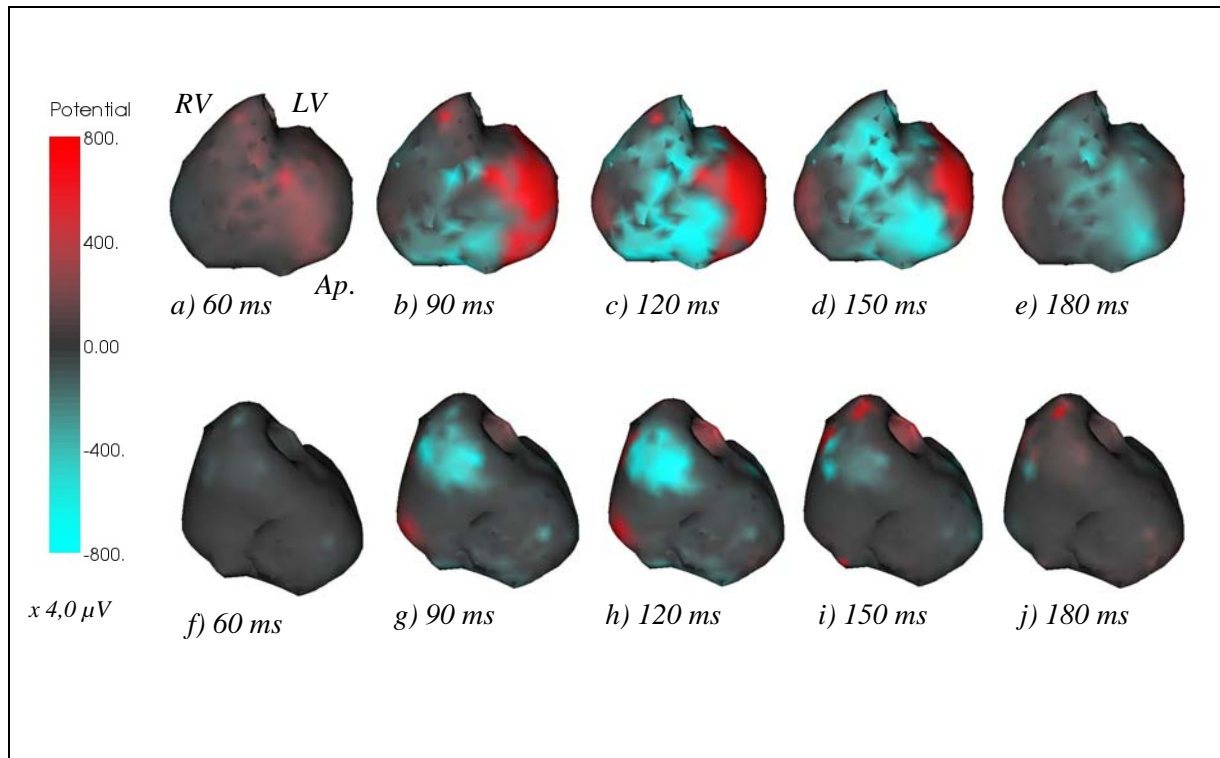 Potential
800.
400.
0.00
-400.
-800.
x 4,0 µV
RV LV
Ap.
a) 60 ms b) 90 ms c) 120 ms d) 150 ms e) 180 ms
f) 60 ms g) 90 ms h) 120 ms i) 150 ms j) 180 ms